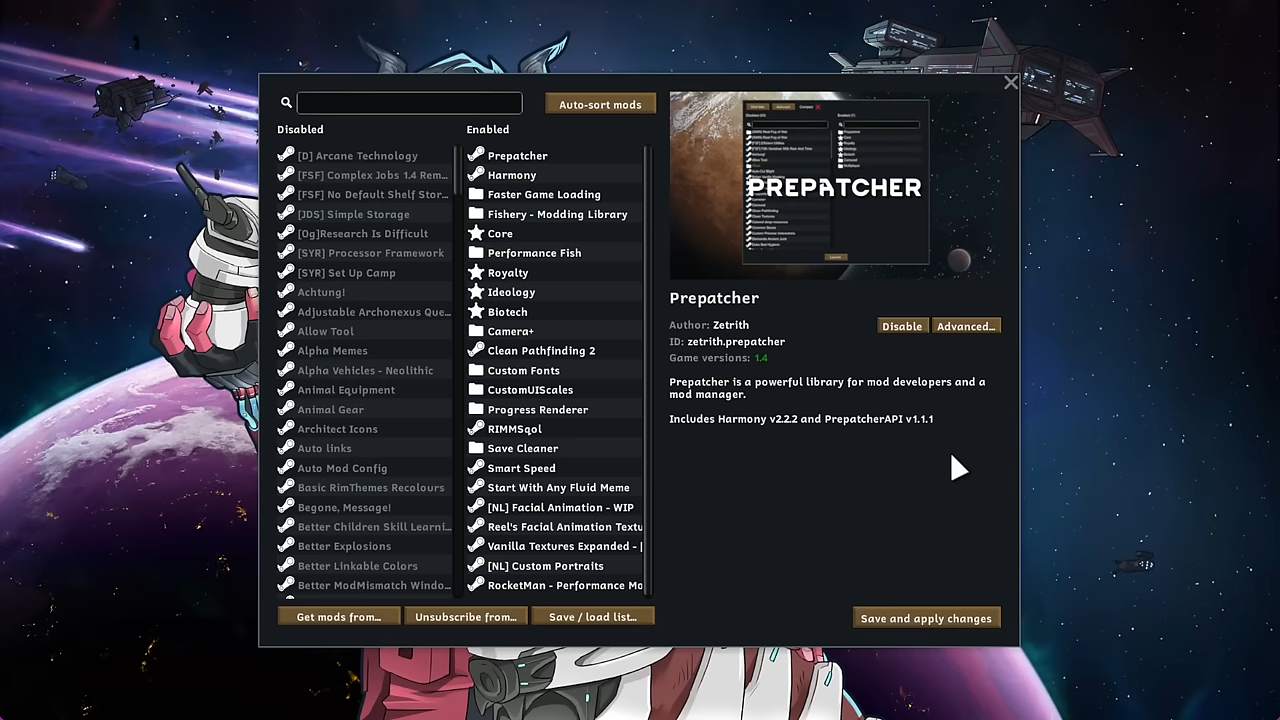 Auto-sort mods
Disabled
Enabled
[D] Arcane Technology
[FSF] Complex Jobs 1.4 Rem...
[FSF] No Default Shelf Stor...
[JDS] Simple Storage
[Og]Research Is Difficult
[SYR] Processor Framework
[SYR] Set Up Camp
Achtung!
Adjustable Archonexus Que...
Allow Tool
Alpha Memes
Alpha Vehicles - Neolithic
Animal Equipment
Animal Gear
Architect Icons
Auto links
Auto Mod Config
Basic RimThemes Recolours
Begone, Message!
Better Children Skill Learni...
Better Explosions
Better Linkable Colors
Better ModMismatch Windo...
Prepatcher
Harmony
Faster Game Loading
Fishery - Modding Library
Core
Performance Fish
Royalty
Ideology
Biotech
Camera+
Clean Pathfinding 2
Custom Fonts
CustomUIScales
Progress Renderer
RIMMSqol
Save Cleaner
Smart Speed
Start With Any Fluid Meme
[NL] Facial Animation - WIP
Reel's Facial Animation Textu
Vanilla Textures Expanded - [
[NL] Custom Portraits
RocketMan - Performance Mo
Get mods from...
Unsubscribe from...
Save / load list...
PREPATCHER
Prepatcher
Author: Zetrith
ID: zetrith.prepatcher
Game versions: 1.4
Disable
Advanced...
Prepatcher is a powerful library for mod developers and a
mod manager.
Includes Harmony v2.2.2 and PrepatcherAPI v1.1.1
Save and apply changes